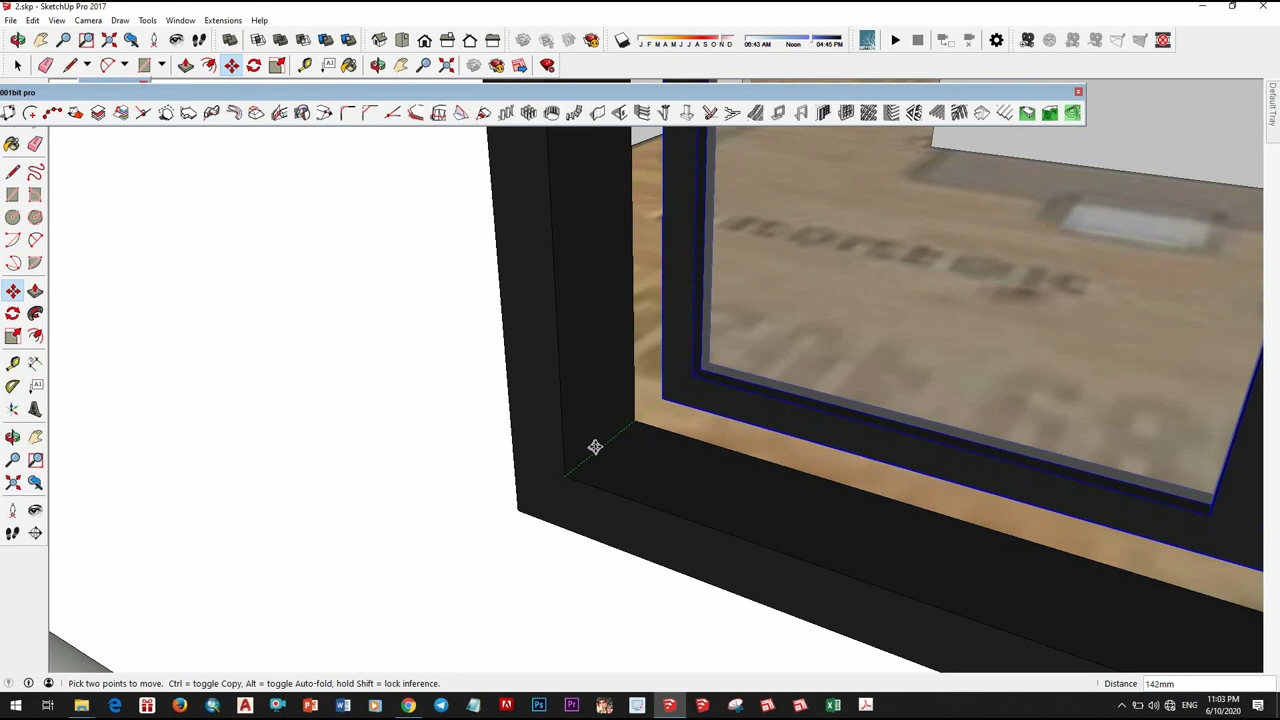 2.skp - SketchUp Pro 2017
File Edit View Camera Draw Tools Window Extensions Help
J F M A M J J A S O N D
06:43 AM Noon 04:45 PM
001bit pro
Default Tray
Pick two points to move. Ctrl = toggle Copy, Alt = toggle Auto-fold, hold Shift = lock inference.
Distance 142mm
ENG
11:03 PM
6/10/2020